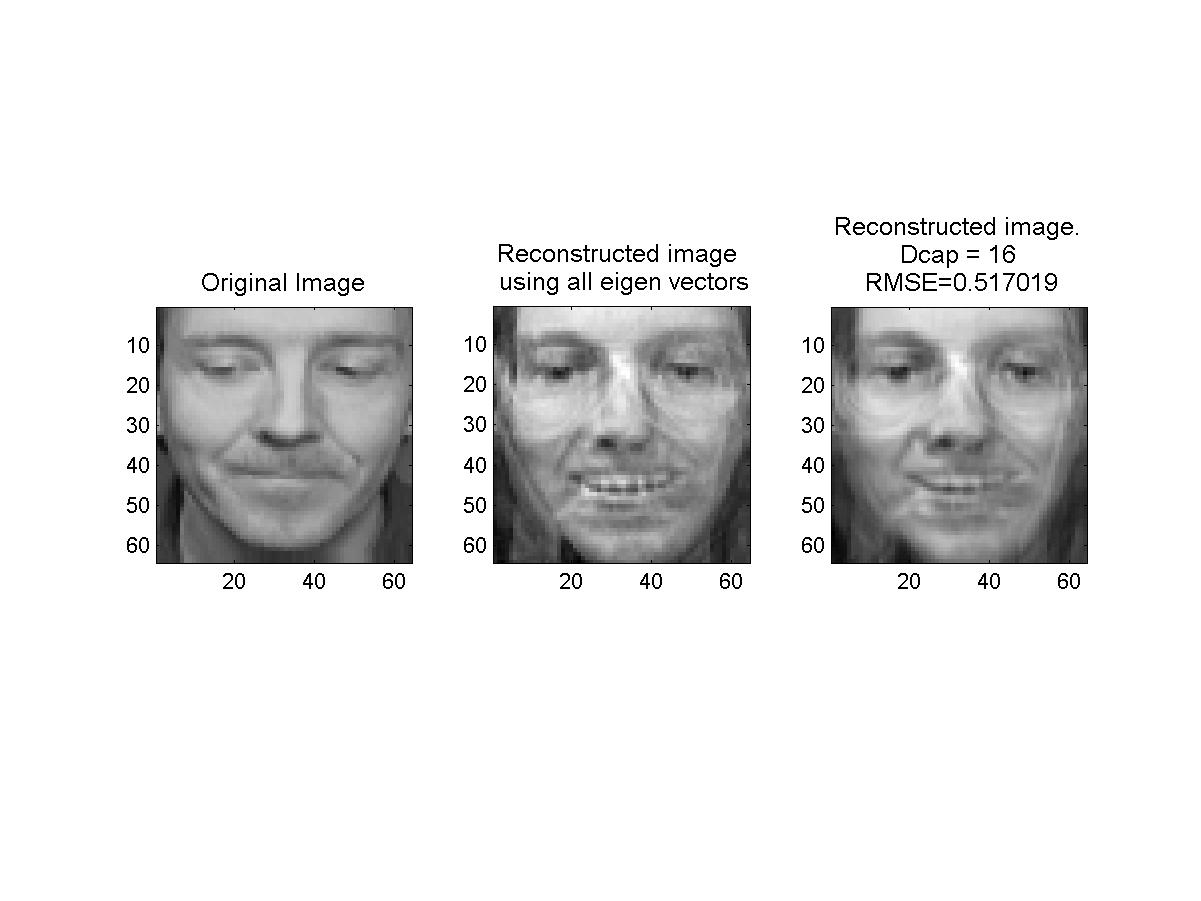 Original Image
10
20
30
40
50
60
20 40 60
Reconstructed image
using all eigen vectors
10
20
30
40
50
60
20 40 60
Reconstructed image.
Dcap = 16
RMSE=0.517019
10
20
30
40
50
60
20 40 60